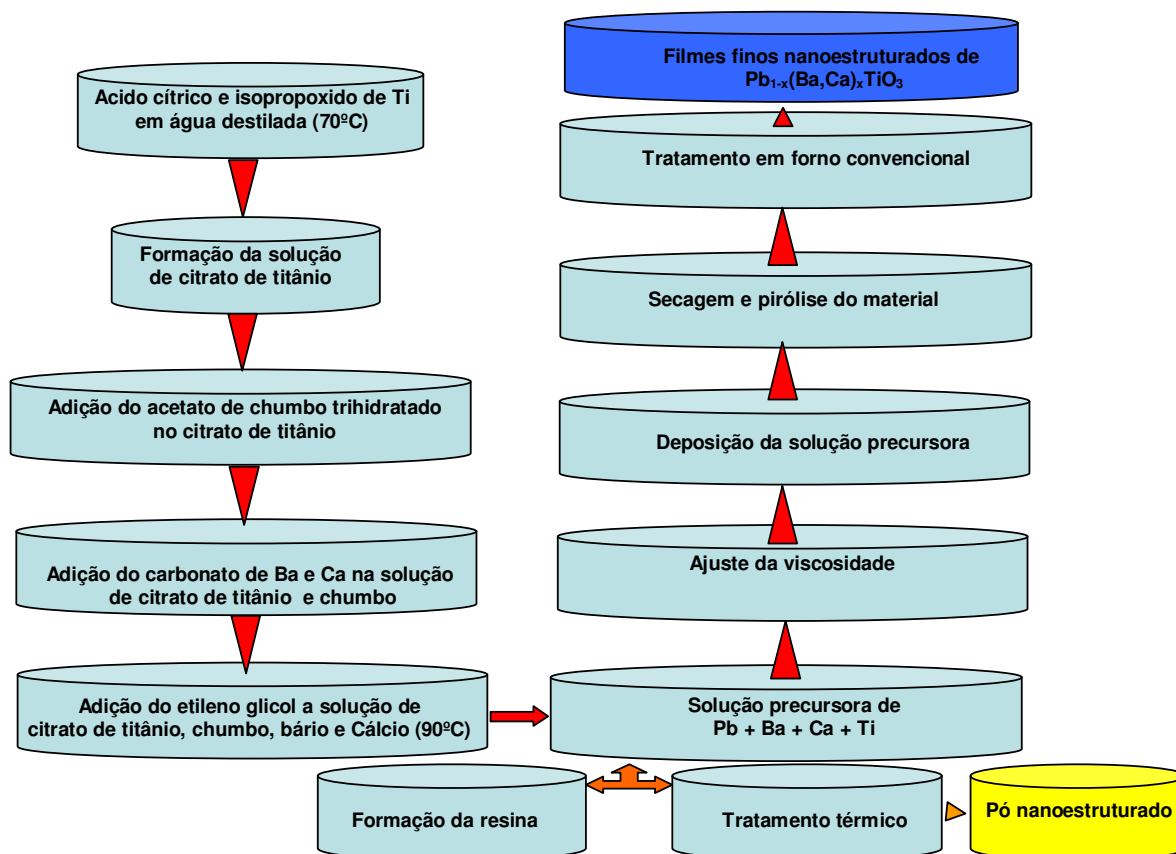 Acido cítrico e isopropoxido de Ti
em água destilada (70ºC)
Formação da solução
de citrato de titânio
Adição do acetato de chumbo trihidratado
no citrato de titânio
Adição do carbonato de Ba e Ca na solução
de citrato de titânio e chumbo
Adição do etileno glicol a solução de
citrato de titânio, chumbo, bário e Cálcio (90ºC)
Solução precursora de
Pb + Ba + Ca + Ti
Ajuste da viscosidade
Deposição da solução precursora
Secagem e pirólise do material
Tratamento em forno convencional
Filmes finos nanoestruturados de
Pb1-x(Ba,Ca)xTiO3
Formação da resina
Tratamento térmico
Pó nanoestruturado